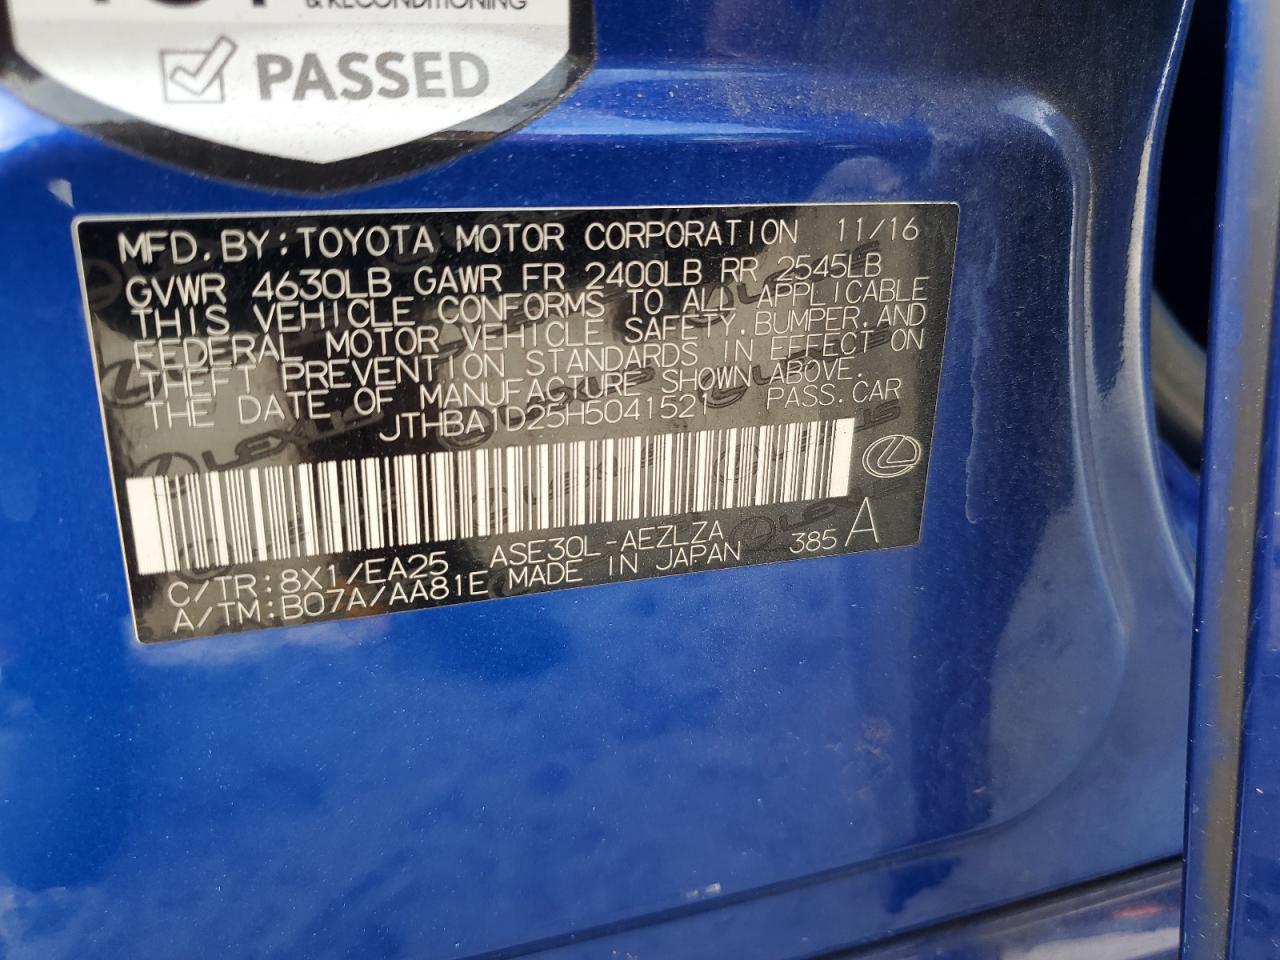 & RECONDITIONING
PASSED
MFD. BY: TOYOTA MOTOR CORPORATION 11/16
GVWR 4630LB GAWR FR 2400LB RR 2545LB
THIS VEHICLE CONFORMS TO ALL APPLICABLE
FEDERAL MOTOR VEHICLE SAFETY, BUMPER, AND
THEFT PREVENTION STANDARDS IN EFFECT ON
THE DATE OF MANUFACTURE SHOWN ABOVE.
JTHBA1D25H5041521 PASS. CAR
C/TR: 8X1/EA25 ASE30L-AEZLZA 385 A
A/TM: B07A/AA81E MADE IN JAPAN